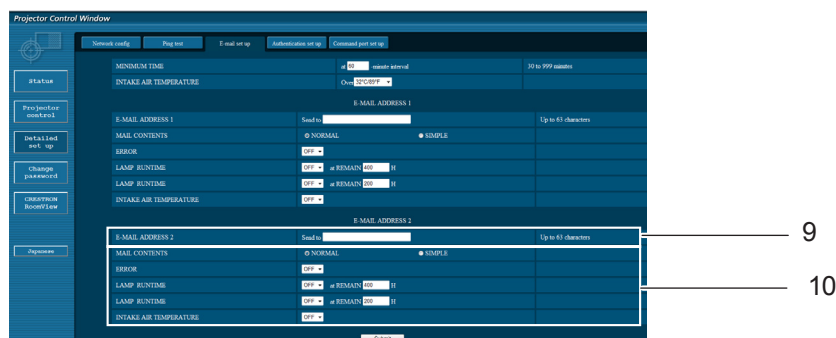 Projector Control Window
Network config Ping test E-mail set up Authentication set up Command port set up
MINIMUM TIME at 60 minute interval 30 to 999 minutes
Status
INTAKE AIR TEMPERATURE Over 32°C/89°F
E-MAIL ADDRESS 1
Projector control
E-MAIL ADDRESS 1 Send to Up to 63 characters
MAIL CONTENTS NORMAL SIMPLE
Detailed set up
ERROR OFF
LAMP RUNTIME OFF at REMAIN 400 H
Change password
LAMP RUNTIME OFF at REMAIN 200 H
INTAKE AIR TEMPERATURE OFF
CRESTRON RoomView
E-MAIL ADDRESS 2
E-MAIL ADDRESS 2 Send to Up to 63 characters 9
Japanese
MAIL CONTENTS NORMAL SIMPLE
ERROR OFF
LAMP RUNTIME OFF at REMAIN 400 H 10
LAMP RUNTIME OFF at REMAIN 200 H
INTAKE AIR TEMPERATURE OFF